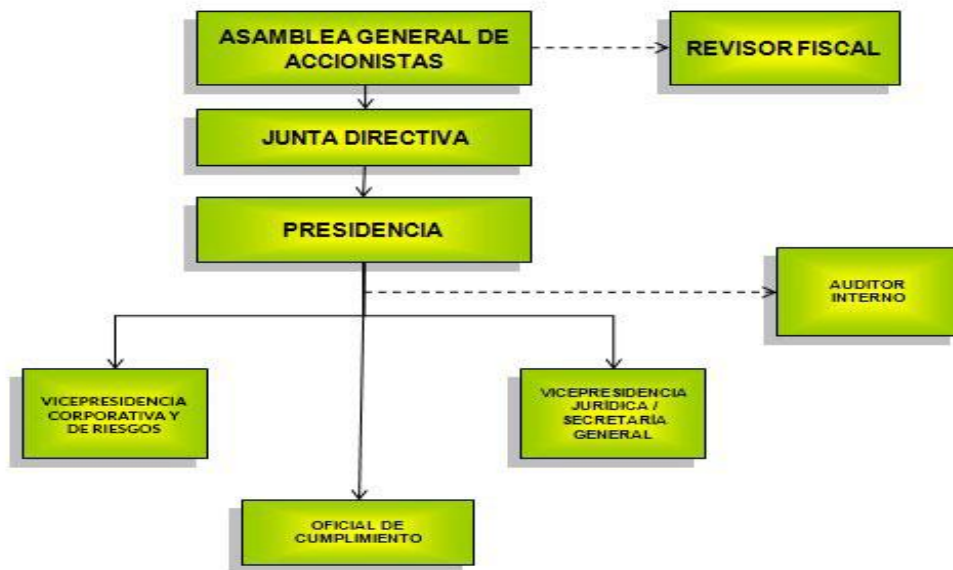 ASAMBLEA GENERAL DE
ACCIONISTAS
REVISOR FISCAL
JUNTA DIRECTIVA
PRESIDENCIA
AUDITOR
INTERNO
VICEPRESIDENCIA
CORPORATIVA Y
DE RIESGOS
VICEPRESIDENCIA
JURÍDICA /
SECRETARÍA
GENERAL
OFICIAL DE
CUMPLIMIENTO